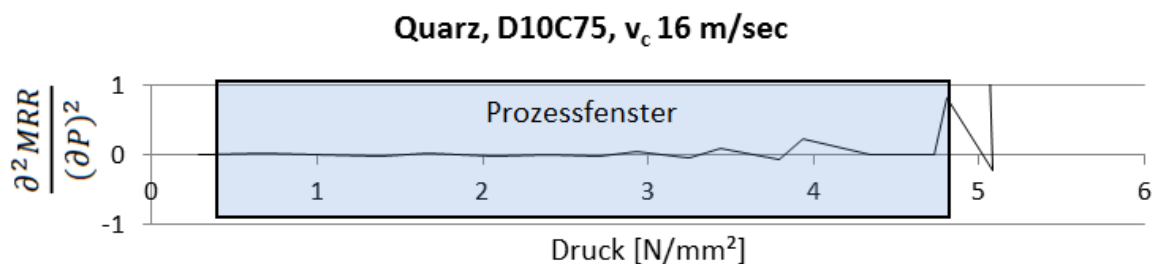 Quarz, D10C75, v_c 16 m/sec
∂²MRR
(∂P)²
1
0
-1
Prozessfenster
0 1 2 3 4 5 6
Druck [N/mm²]